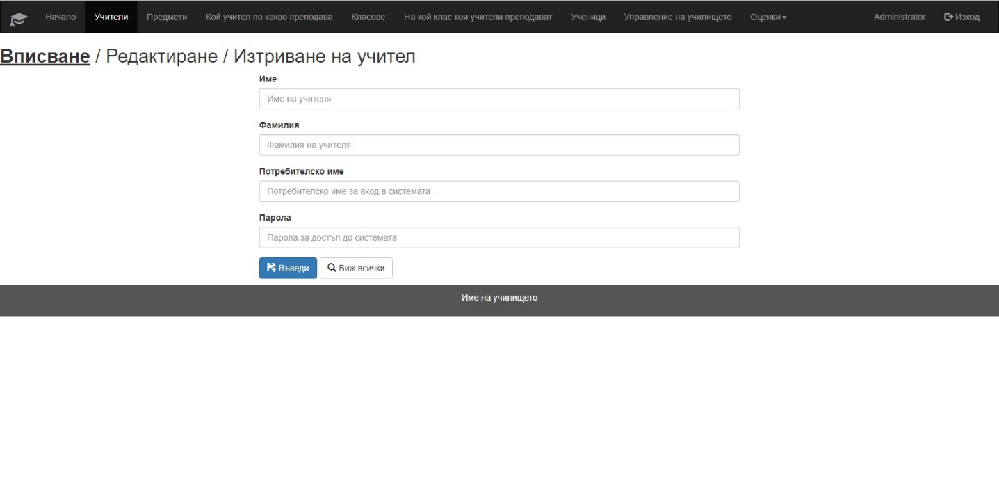 Начало Учители Предмети Кой учител по какво преподава Класове На кой клас кои учители преподават Ученици Управление на училището Оценки Administrator Изход
Вписване / Редактиране / Изтриване на учител
Име
Име на учителя
Фамилия
Фамилия на учителя
Потребителско име
Потребителско име за вход в системата
Парола
Парола за достъп до системата
Въведи Виж всички
Име на училището